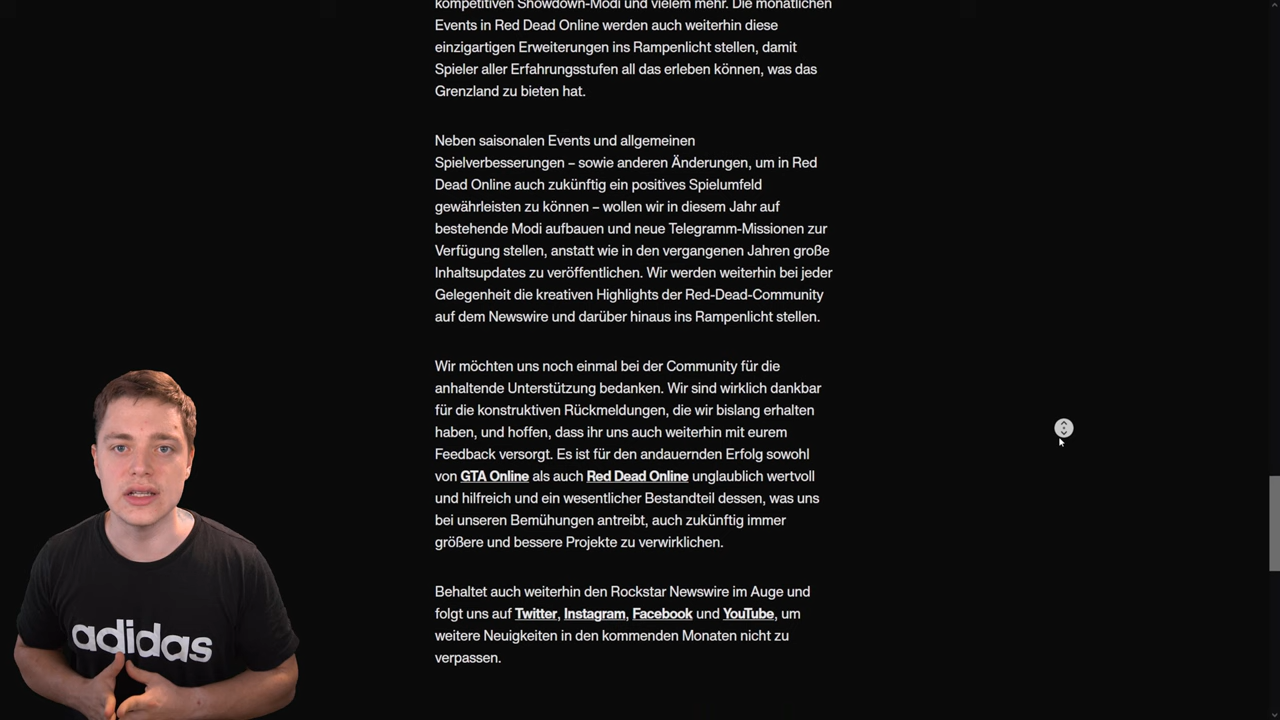 kompetitiven Showdown-Modi und vielem mehr. Die monatlichen
Events in Red Dead Online werden auch weiterhin diese
einzigartigen Erweiterungen ins Rampenlicht stellen, damit
Spieler aller Erfahrungsstufen all das erleben können, was das
Grenzland zu bieten hat.
Neben saisonalen Events und allgemeinen
Spielverbesserungen – sowie anderen Änderungen, um in Red
Dead Online auch zukünftig ein positives Spielumfeld
gewährleisten zu können – wollen wir in diesem Jahr auf
bestehende Modi aufbauen und neue Telegramm-Missionen zur
Verfügung stellen, anstatt wie in den vergangenen Jahren große
Inhaltsupdates zu veröffentlichen. Wir werden weiterhin bei jeder
Gelegenheit die kreativen Highlights der Red-Dead-Community
auf dem Newswire und darüber hinaus ins Rampenlicht stellen.
Wir möchten uns noch einmal bei der Community für die
anhaltende Unterstützung bedanken. Wir sind wirklich dankbar
für die konstruktiven Rückmeldungen, die wir bislang erhalten
haben, und hoffen, dass ihr uns auch weiterhin mit eurem
Feedback versorgt. Es ist für den andauernden Erfolg sowohl
von GTA Online als auch Red Dead Online unglaublich wertvoll
und hilfreich und ein wesentlicher Bestandteil dessen, was uns
bei unseren Bemühungen antreibt, auch zukünftig immer
größere und bessere Projekte zu verwirklichen.
Behaltet auch weiterhin den Rockstar Newswire im Auge und
folgt uns auf Twitter, Instagram, Facebook und YouTube, um
weitere Neuigkeiten in den kommenden Monaten nicht zu
verpassen.
adidas